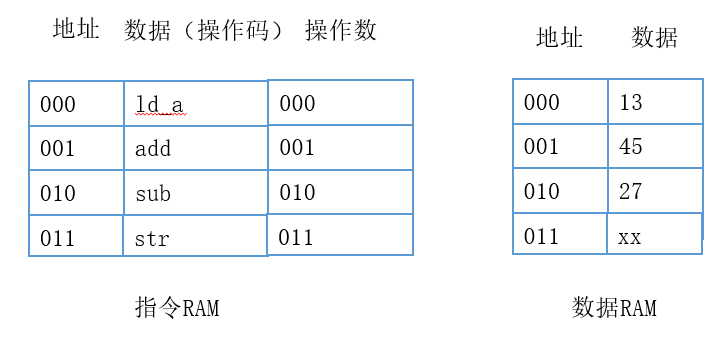 地址 数据（操作码） 操作数
000 ld_a 000
001 add 001
010 sub 010
011 str 011
指令RAM
地址 数据
000 13
001 45
010 27
011 xx
数据RAM